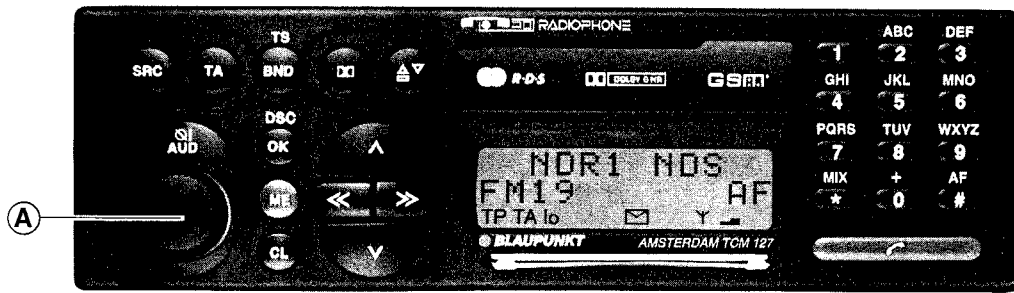 RADIOPHONE
TS
SRC TA BND
R·D·S DOLBY B NR GSM
ABC DEF
1 2 3
GHI JKL MNO
4 5 6
PQRS TUV WXYZ
7 8 9
MIX + AF
* 0 #
DSC
AUD OK
CL
A
NDR1 NDS
FM19 AF
TP TA lo
BLAUPUNKT AMSTERDAM TCM 127